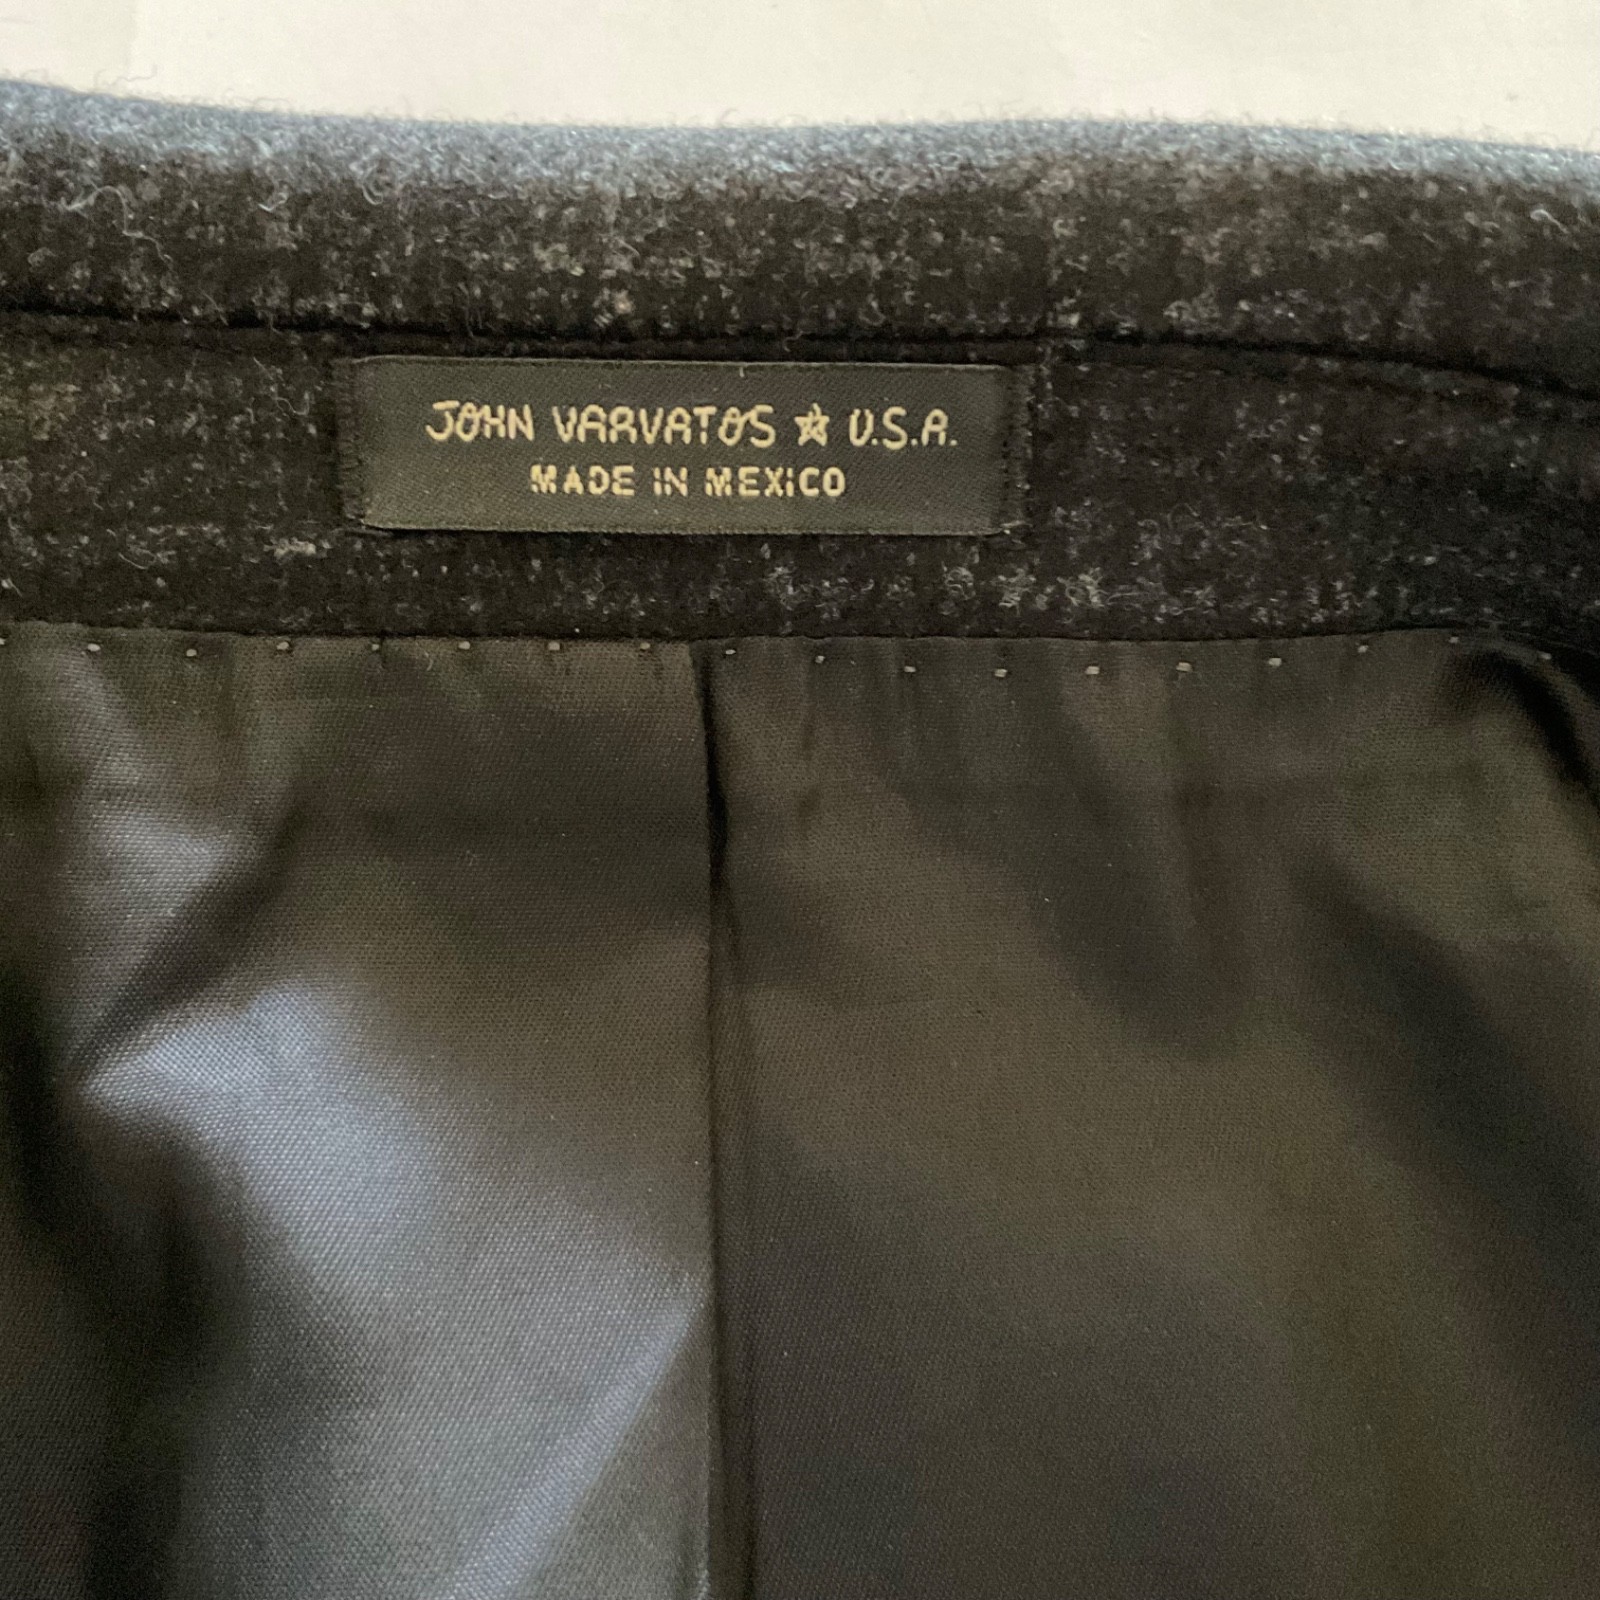 JOHN VARVATOS ☆ U.S.A.
MADE IN MEXICO